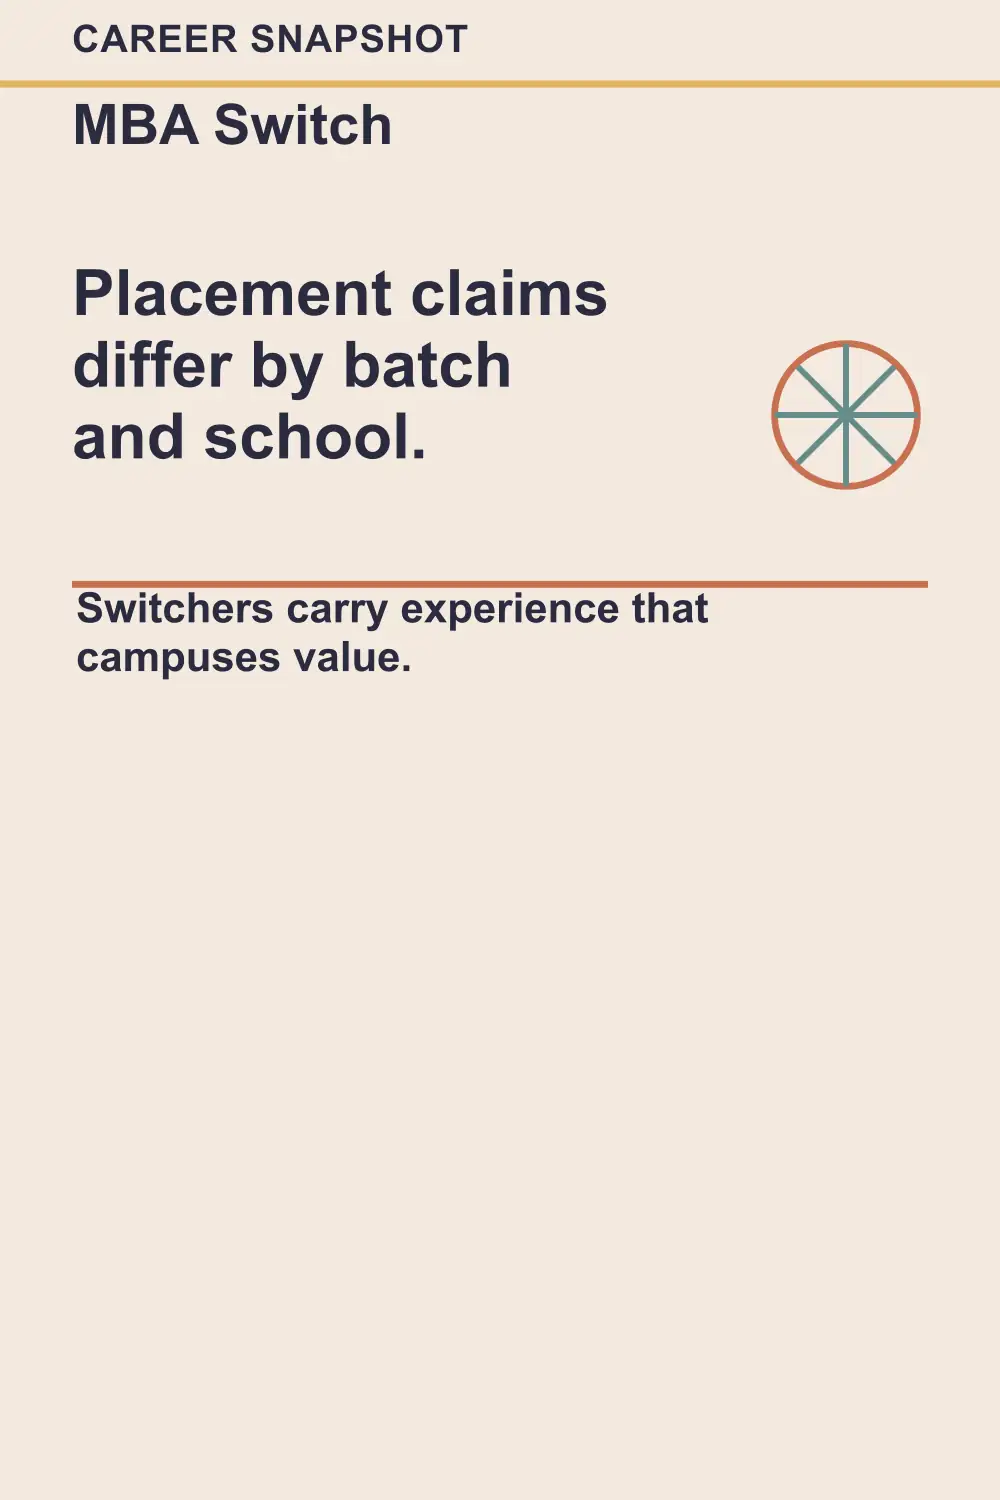 CAREER SNAPSHOT
MBA Switch
Placement claims
differ by batch
and school.
Switchers carry experience that
campuses value.